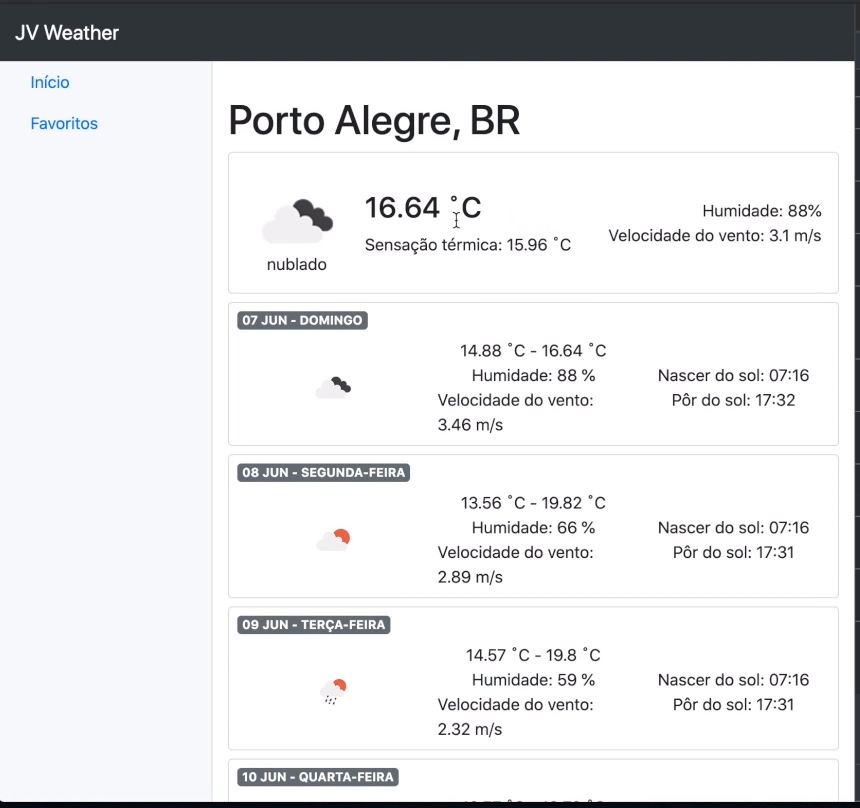 JV Weather
Início
Favoritos
Porto Alegre, BR
16.64 ˚C
Sensação térmica: 15.96 ˚C
nublado
Humidade: 88%
Velocidade do vento: 3.1 m/s
07 JUN - DOMINGO
14.88 ˚C - 16.64 ˚C
Humidade: 88 %
Velocidade do vento:
3.46 m/s
Nascer do sol: 07:16
Pôr do sol: 17:32
08 JUN - SEGUNDA-FEIRA
13.56 ˚C - 19.82 ˚C
Humidade: 66 %
Velocidade do vento:
2.89 m/s
Nascer do sol: 07:16
Pôr do sol: 17:31
09 JUN - TERÇA-FEIRA
14.57 ˚C - 19.8 ˚C
Humidade: 59 %
Velocidade do vento:
2.32 m/s
Nascer do sol: 07:16
Pôr do sol: 17:31
10 JUN - QUARTA-FEIRA